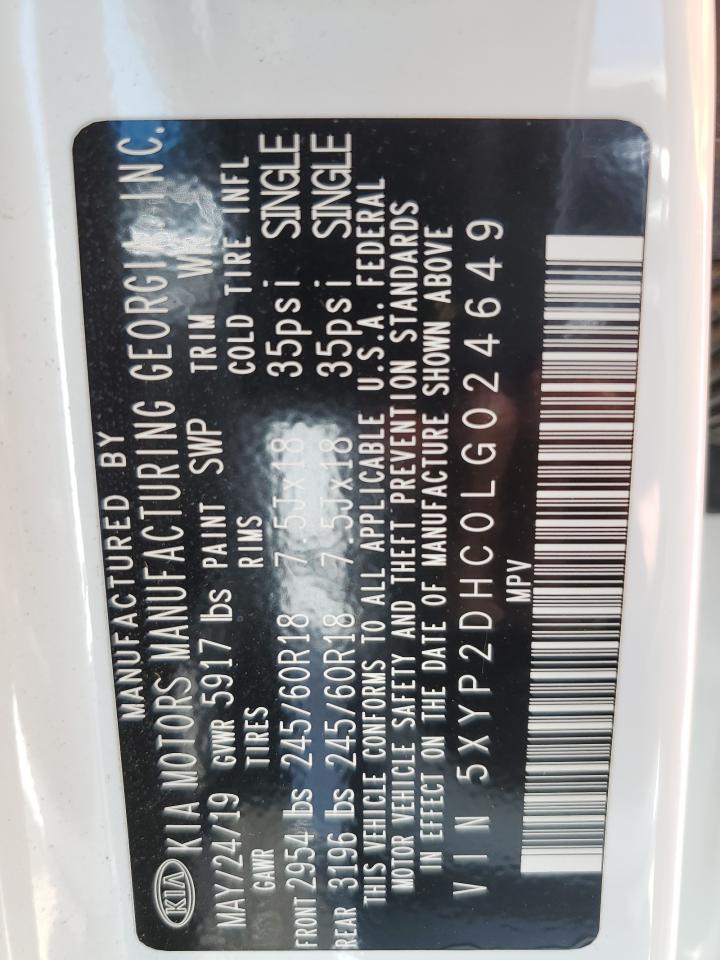 MANUFACTURED BY
KIA KIA MOTORS MANUFACTURING GEORGIA, INC.
MAY/24/19 GVWR 5917 lbs PAINT SWP TRIM WK
GAWR TIRES RIMS COLD TIRE INFL
FRONT 2954 lbs 245/60R18 7.5Jx18 35psi SINGLE
REAR 3196 lbs 245/60R18 7.5Jx18 35psi SINGLE
THIS VEHICLE CONFORMS TO ALL APPLICABLE U.S.A. FEDERAL
MOTOR VEHICLE SAFETY AND THEFT PREVENTION STANDARDS
IN EFFECT ON THE DATE OF MANUFACTURE SHOWN ABOVE
VIN 5XYP2DHC0LG024649
MPV